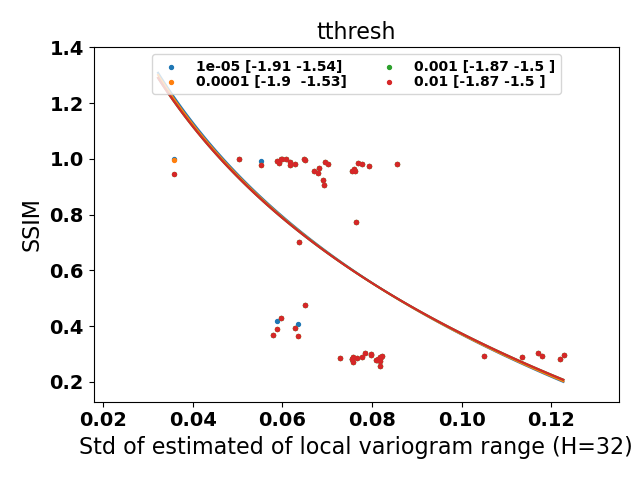 tthresh
1e-05 [-1.91 -1.54]
0.0001 [-1.9  -1.53]
0.001 [-1.87 -1.5 ]
0.01 [-1.87 -1.5 ]
1.4
1.2
1.0
0.8
0.6
0.4
0.2
SSIM
0.02 0.04 0.06 0.08 0.10 0.12
Std of estimated of local variogram range (H=32)